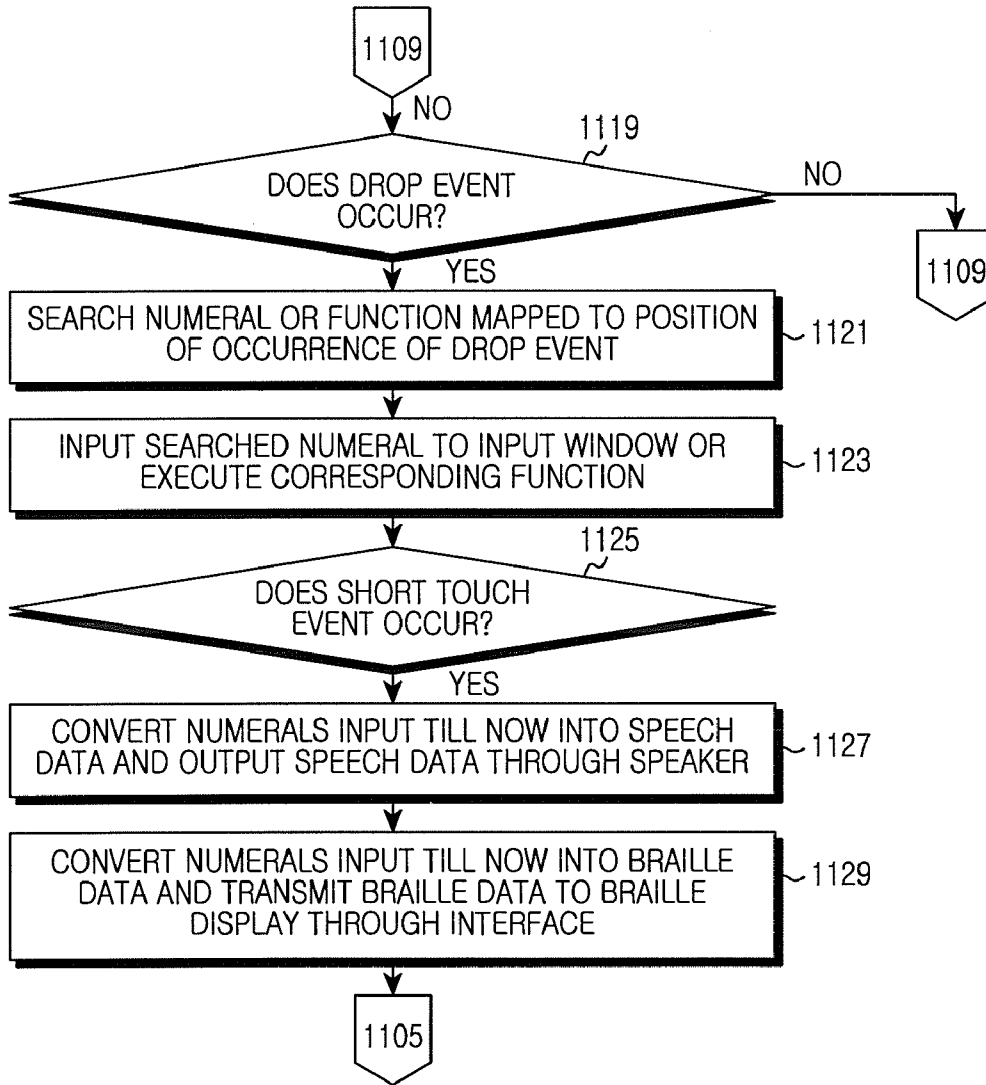 1109
NO
1119
DOES DROP EVENT
OCCUR?
NO
1109
YES
SEARCH NUMERAL OR FUNCTION MAPPED TO POSITION
OF OCCURRENCE OF DROP EVENT
1121
INPUT SEARCHED NUMERAL TO INPUT WINDOW OR
EXECUTE CORRESPONDING FUNCTION
1123
1125
DOES SHORT TOUCH
EVENT OCCUR?
YES
CONVERT NUMERALS INPUT TILL NOW INTO SPEECH
DATA AND OUTPUT SPEECH DATA THROUGH SPEAKER
1127
CONVERT NUMERALS INPUT TILL NOW INTO BRAILLE
DATA AND TRANSMIT BRAILLE DATA TO BRAILLE
DISPLAY THROUGH INTERFACE
1129
1105